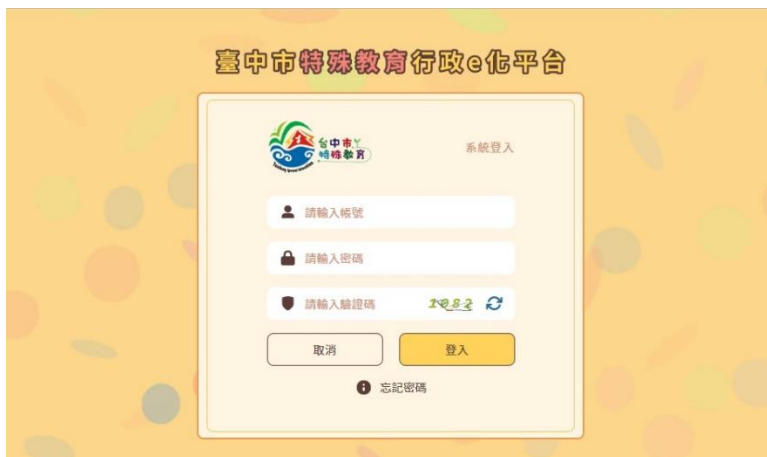 臺中市特殊教育行政e化平台
台中市
特殊教育
系統登入
請輸入帳號
請輸入密碼
請輸入驗證碼 1082
取消 登入
忘記密碼